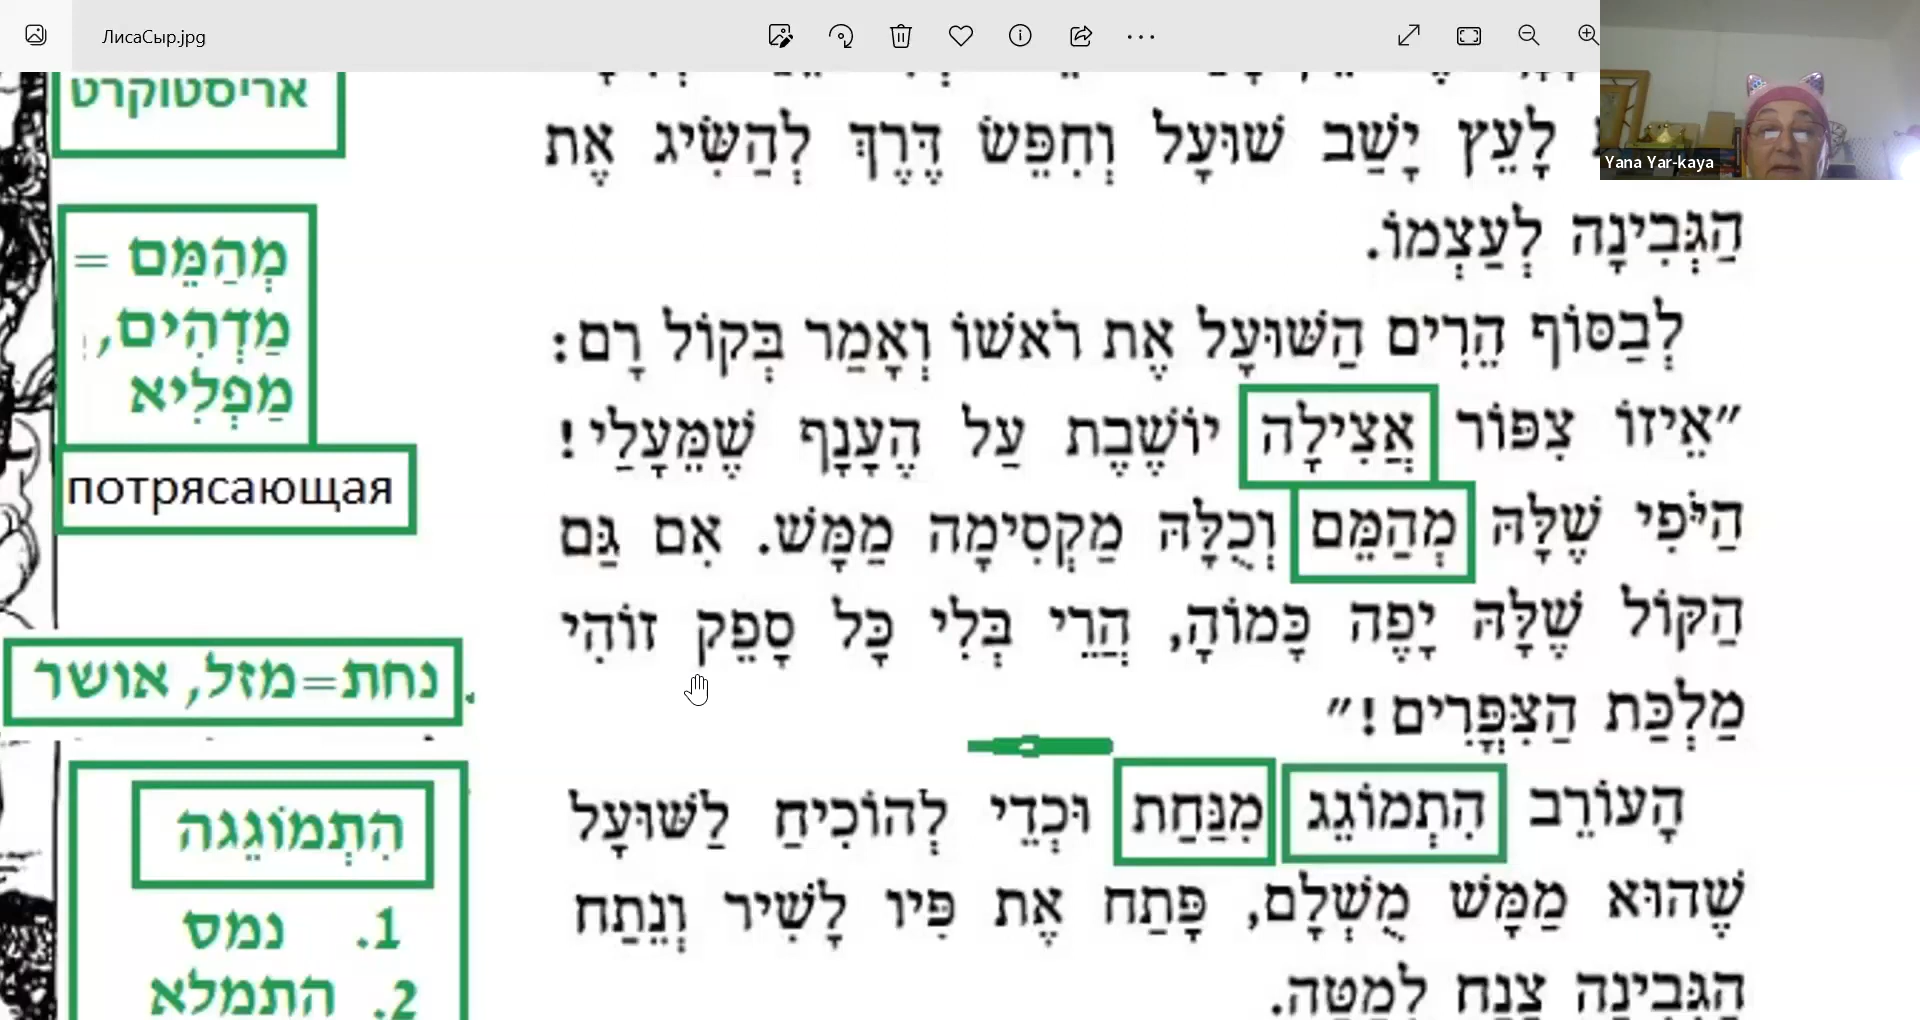 ЛисаСыр.jpg
Yana Yar-kaya
לָעֵץ יָשַׁב שׁוּעָל וְחִפֵּשׂ דֶּרֶךְ לְהַשִּׂיג אֶת
הַגְּבִינָה לְעַצְמוֹ.
לְבַסּוֹף הֵרִים הַשּׁוּעָל אֶת רֹאשׁוֹ וְאָמַר בְּקוֹל רָם:
"אֵיזוֹ צִפּוֹר אֲצִילָה יוֹשֶׁבֶת עַל הֶעָנָף שֶׁמֵּעָלַי!
הַיֹּפִי שֶׁלָּהּ מְהַמֵּם וְכֻלָּהּ מַקְסִימָה מַמָּשׁ. אִם גַּם
הַקּוֹל שֶׁלָּהּ יָפֶה כָּמוֹהָ, הֲרֵי בְּלִי כָּל סָפֵק זוֹהִי
מַלְכַּת הַצִּפֳּרִים!"
הָעוֹרֵב הִתְמוֹגֵג מִנַּחַת וּכְדֵי לְהוֹכִיחַ לַשּׁוּעָל
שֶׁהוּא מַמָּשׁ מֻשְׁלָם, פָּתַח אֶת פִּיו לָשִׁיר וְנֵתַח
הַגְּבִינָה צָנַח לְמַטָּה.
אריסטוקרט
מְהַמֵּם =
מַדְהִים,
מַפְלִיא
потрясающая
נחת=מזל, אושר
הִתְמוֹגֵגה
1. נמס
2. התמלא